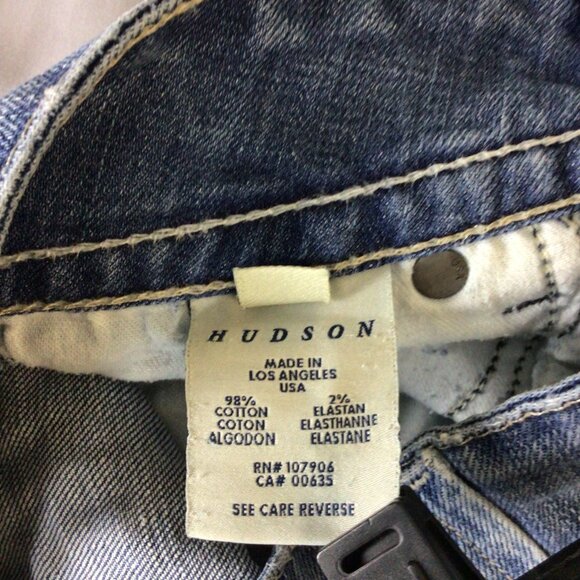 HUDSON
MADE IN
LOS ANGELES
USA
98% 2%
COTTON ELASTAN
COTON ELASTHANNE
ALGODON ELASTANE
RN# 107906
CA# 00635
SEE CARE REVERSE